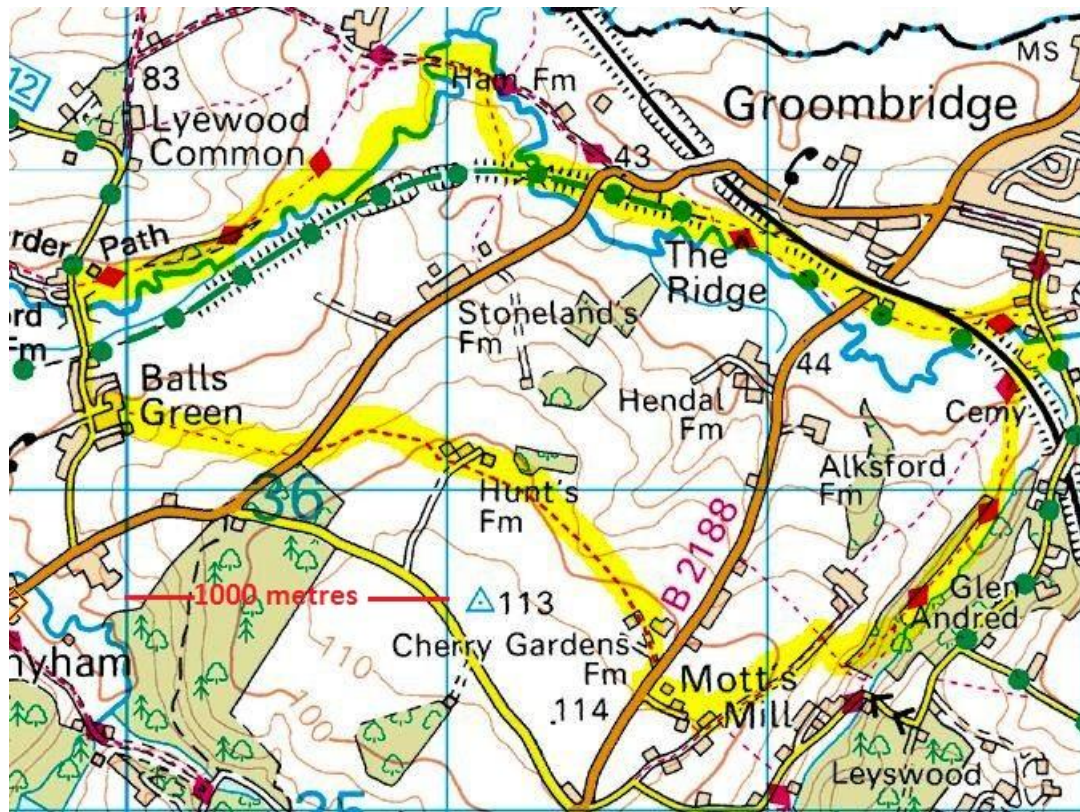 MS
12
83
Ham Fm
Groombridge
Lyewood
Common
43
rder Path
The
Ridge
rd
Fm
Stoneland's
Fm
44
Balls
Green
Hendal
Fm
Cemy
Alksford
Fm
36
Hunt's
Fm
B 2188
1000 metres
113
Glen
Andred
Cherry Gardens
Fm
nyham
110
Mott's
Mill
100
.114
Leyswood
35